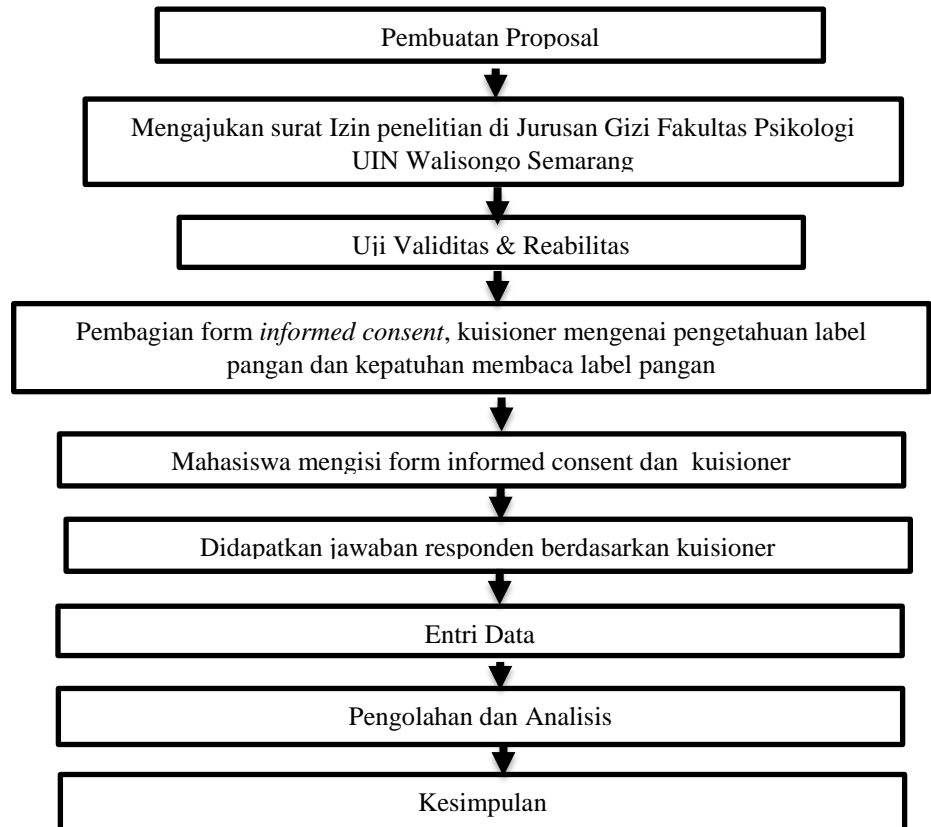 Pembuatan Proposal
Mengajukan surat Izin penelitian di Jurusan Gizi Fakultas Psikologi
UIN Walisongo Semarang
Uji Validitas & Reabilitas
Pembagian form informed consent, kuisioner mengenai pengetahuan label
pangan dan kepatuhan membaca label pangan
Mahasiswa mengisi form informed consent dan kuisioner
Didapatkan jawaban responden berdasarkan kuisioner
Entri Data
Pengolahan dan Analisis
Kesimpulan